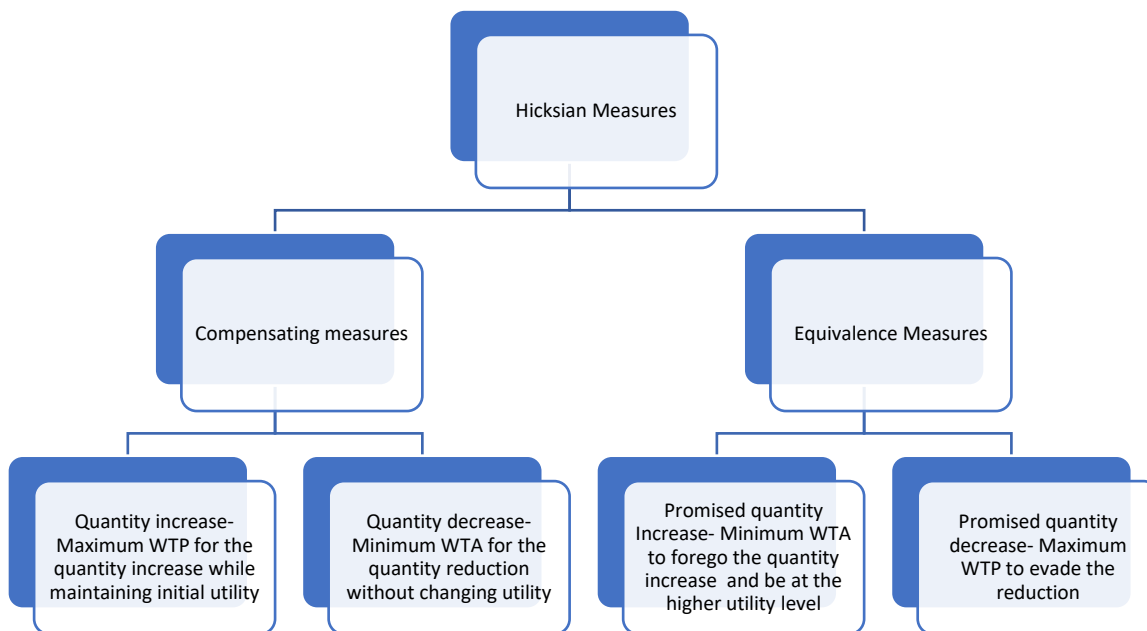 Hicksian Measures
Compensating measures
Equivalence Measures
Quantity increase-
Maximum WTP for the
quantity increase while
maintaining initial utility
Quantity decrease-
Minimum WTA for the
quantity reduction
without changing utility
Promised quantity
Increase- Minimum WTA
to forego the quantity
increase and be at the
higher utility level
Promised quantity
decrease- Maximum
WTP to evade the
reduction